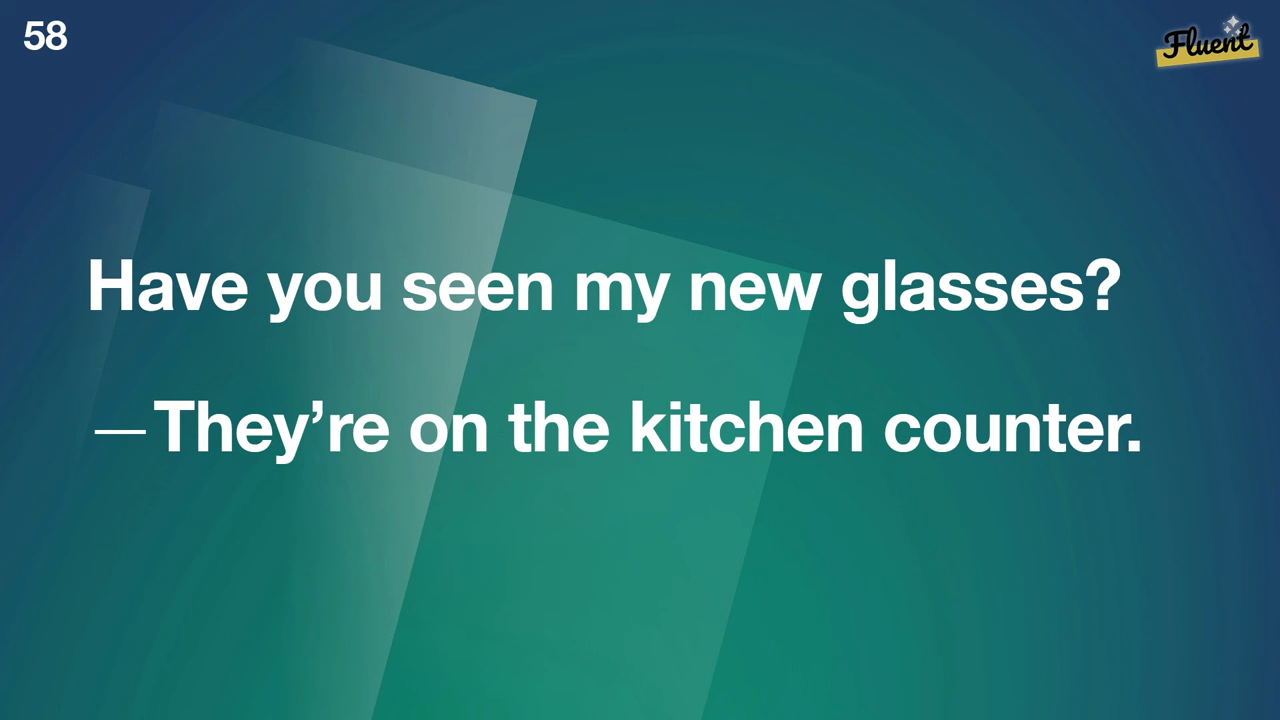 58
Fluent
Have you seen my new glasses?
—They’re on the kitchen counter.